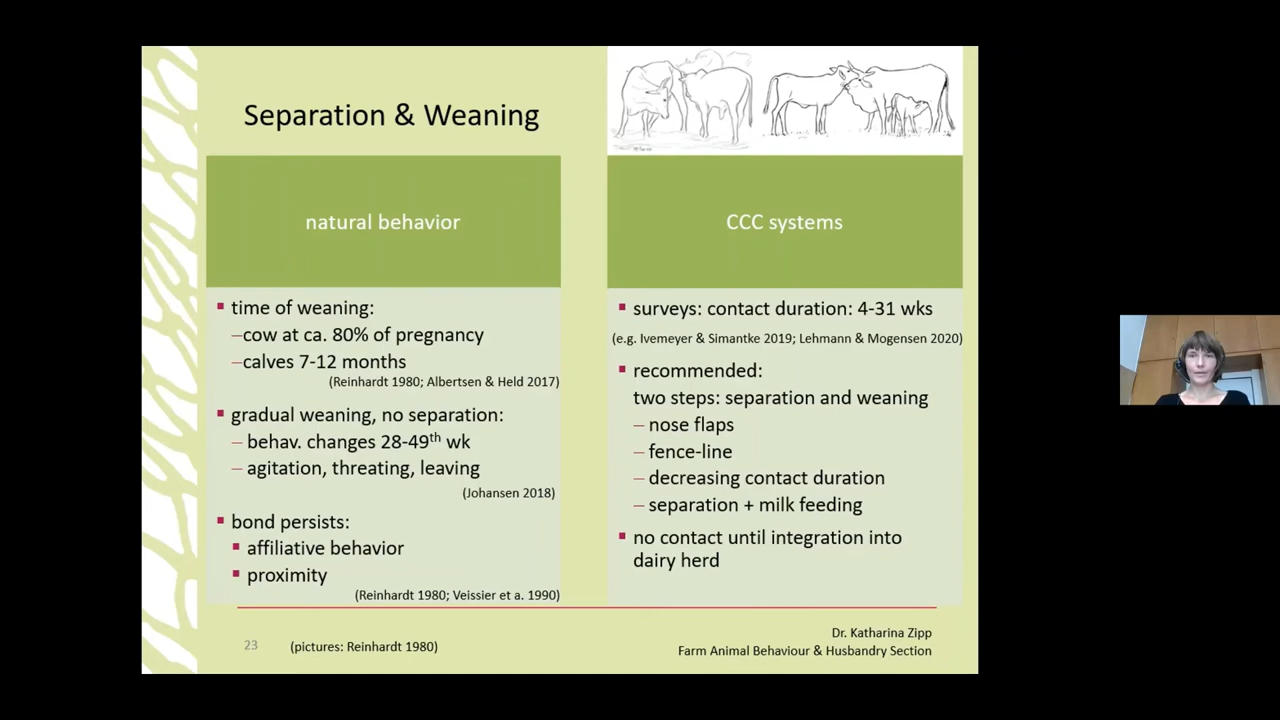 Separation & Weaning
natural behavior
time of weaning:
–cow at ca. 80% of pregnancy
–calves 7-12 months
(Reinhardt 1980; Albertsen & Held 2017)
gradual weaning, no separation:
– behav. changes 28-49th wk
– agitation, threating, leaving
(Johansen 2018)
bond persists:
affiliative behavior
proximity
(Reinhardt 1980; Veissier et a. 1990)
CCC systems
surveys: contact duration: 4-31 wks
(e.g. Ivemeyer & Simantke 2019; Lehmann & Mogensen 2020)
recommended:
two steps: separation and weaning
– nose flaps
– fence-line
– decreasing contact duration
– separation + milk feeding
no contact until integration into
dairy herd
23
(pictures: Reinhardt 1980)
Dr. Katharina Zipp
Farm Animal Behaviour & Husbandry Section